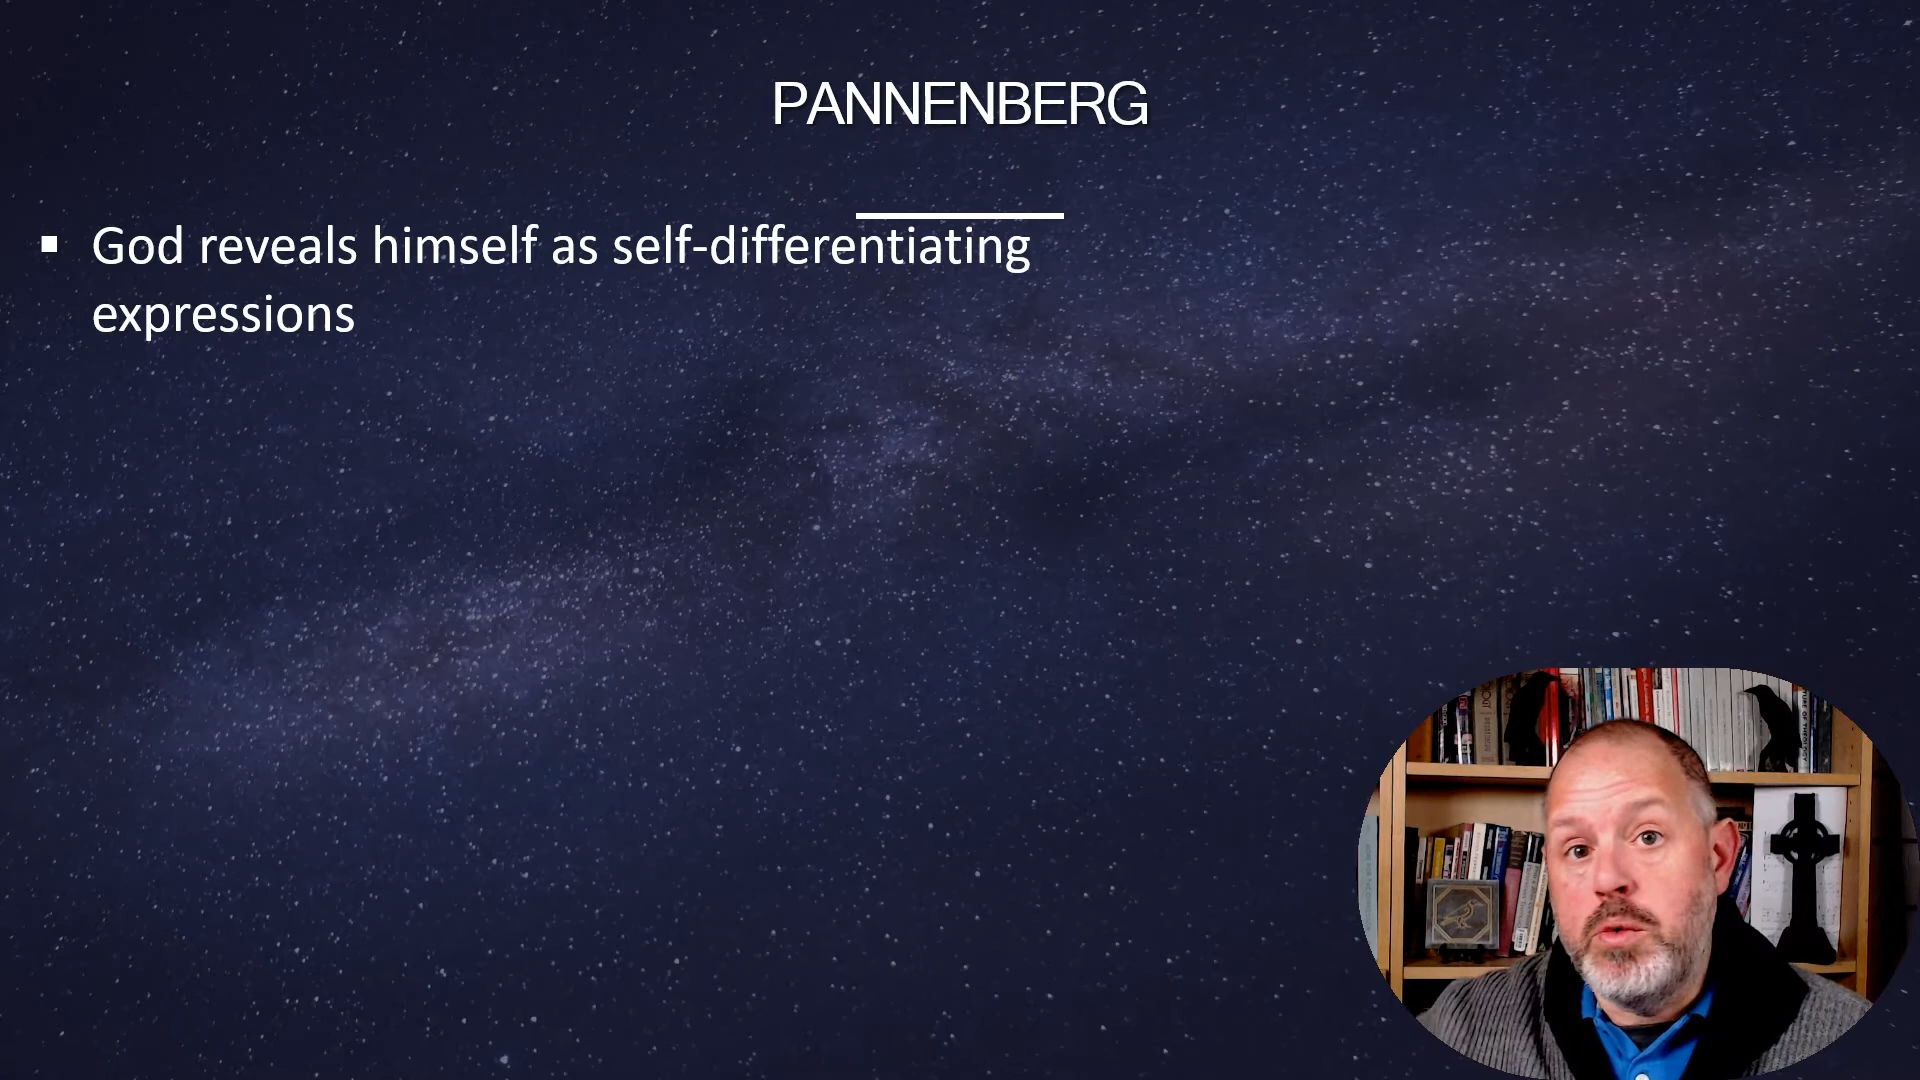 PANNENBERG
▪ God reveals himself as self-differentiating
expressions